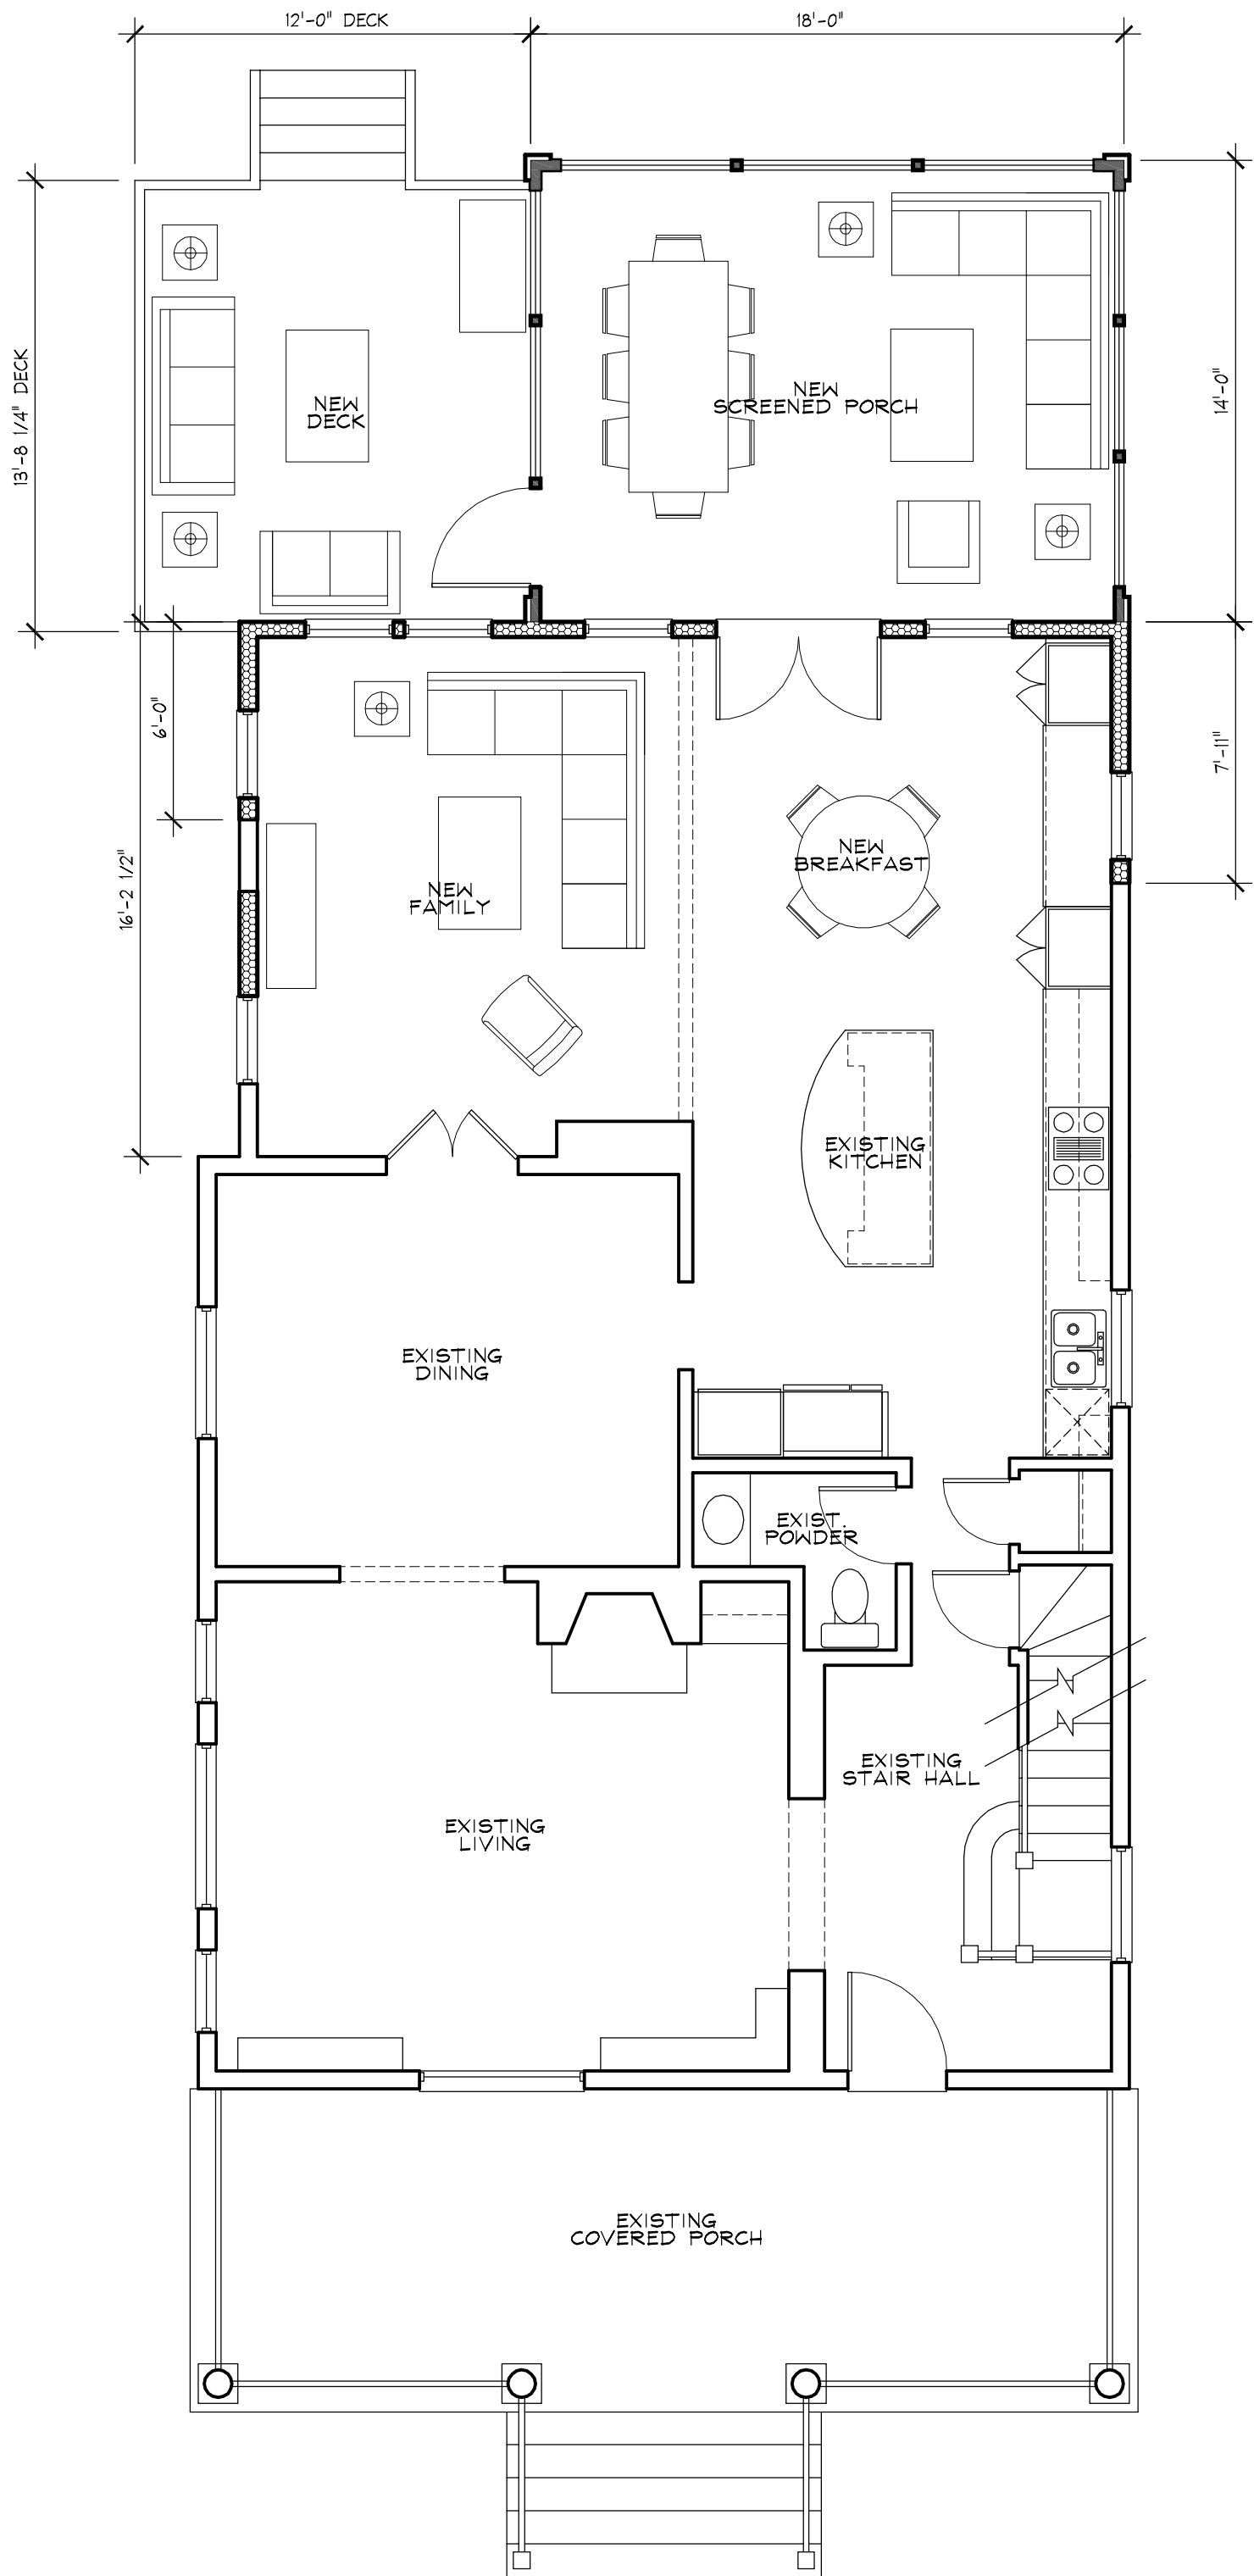 12'-0" DECK
18'-0"
13'-8 1/4" DECK
14'-0"
NEW
DECK
NEW
SCREENED PORCH
6'-0"
7'-11"
16'-2 1/2"
NEW
FAMILY
NEW
BREAKFAST
EXISTING
KITCHEN
EXISTING
DINING
EXIST.
POWDER
EXISTING
STAIR HALL
EXISTING
LIVING
EXISTING
COVERED PORCH